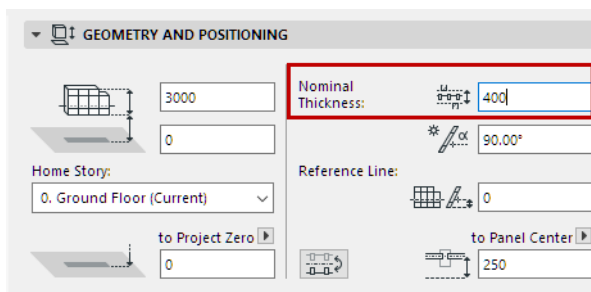 GEOMETRY AND POSITIONING
3000
0
Home Story:
0. Ground Floor (Current)
to Project Zero
0
Nominal
Thickness:
400
α
90.00°
Reference Line:
0
to Panel Center
250